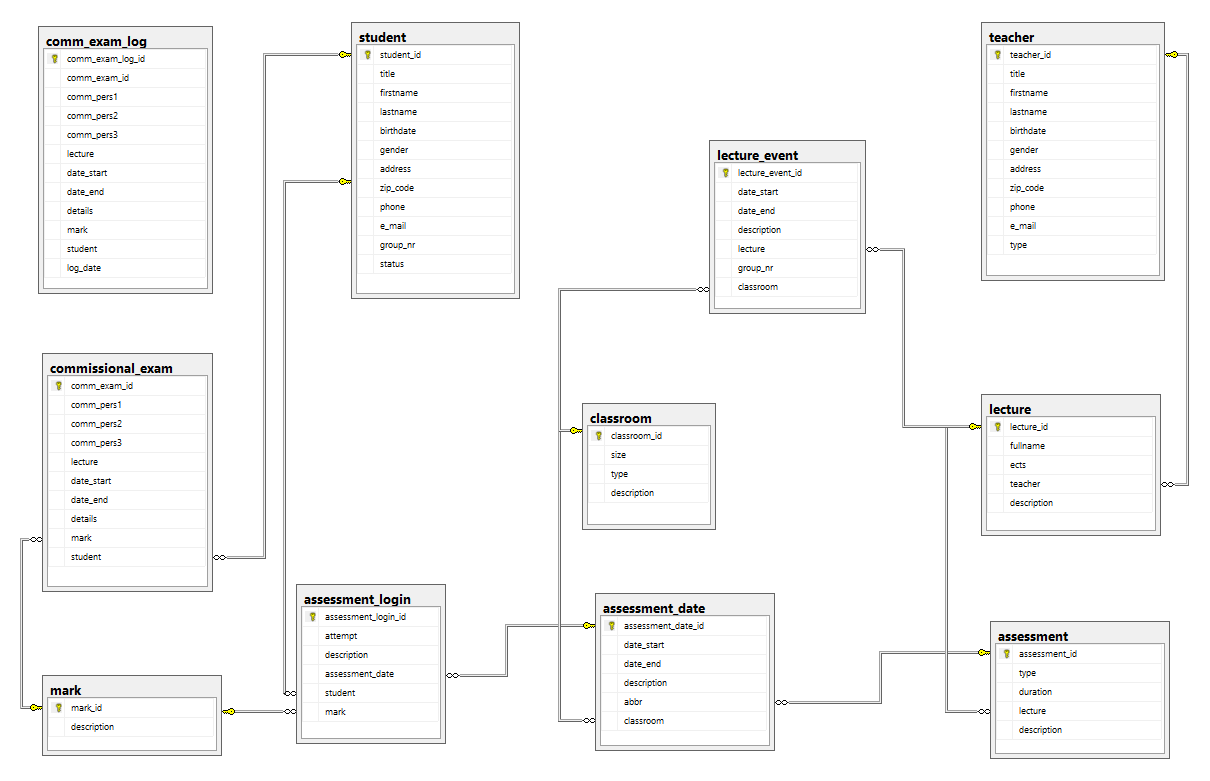 comm_exam_log
comm_exam_log_id
comm_exam_id
comm_pers1
comm_pers2
comm_pers3
lecture
date_start
date_end
details
mark
student
log_date
student
student_id
title
firstname
lastname
birthdate
gender
address
zip_code
phone
e_mail
group_nr
status
lecture_event
lecture_event_id
date_start
date_end
description
lecture
group_nr
classroom
teacher
teacher_id
title
firstname
lastname
birthdate
gender
address
zip_code
phone
e_mail
type
commissional_exam
comm_exam_id
comm_pers1
comm_pers2
comm_pers3
lecture
date_start
date_end
details
mark
student
classroom
classroom_id
size
type
description
lecture
lecture_id
fullname
ects
teacher
description
mark
mark_id
description
assessment_login
assessment_login_id
attempt
description
assessment_date
student
mark
assessment_date
assessment_date_id
date_start
date_end
description
abbr
classroom
assessment
assessment_id
type
duration
lecture
description